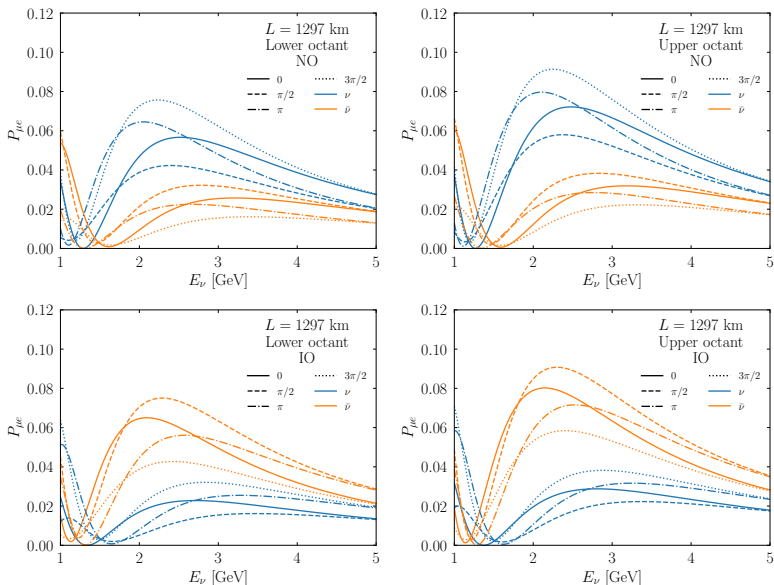 L = 1297 km
Lower octant
NO
0
π/2
π
3π/2
ν
ν̄
0.12
0.10
0.08
0.06
0.04
0.02
0.00
P_{μe}
1 2 3 4 5
E_ν [GeV]
L = 1297 km
Upper octant
NO
0
π/2
π
3π/2
ν
ν̄
0.12
0.10
0.08
0.06
0.04
0.02
0.00
P_{μe}
1 2 3 4 5
E_ν [GeV]
L = 1297 km
Lower octant
IO
0
π/2
π
3π/2
ν
ν̄
0.12
0.10
0.08
0.06
0.04
0.02
0.00
P_{μe}
1 2 3 4 5
E_ν [GeV]
L = 1297 km
Upper octant
IO
0
π/2
π
3π/2
ν
ν̄
0.12
0.10
0.08
0.06
0.04
0.02
0.00
P_{μe}
1 2 3 4 5
E_ν [GeV]